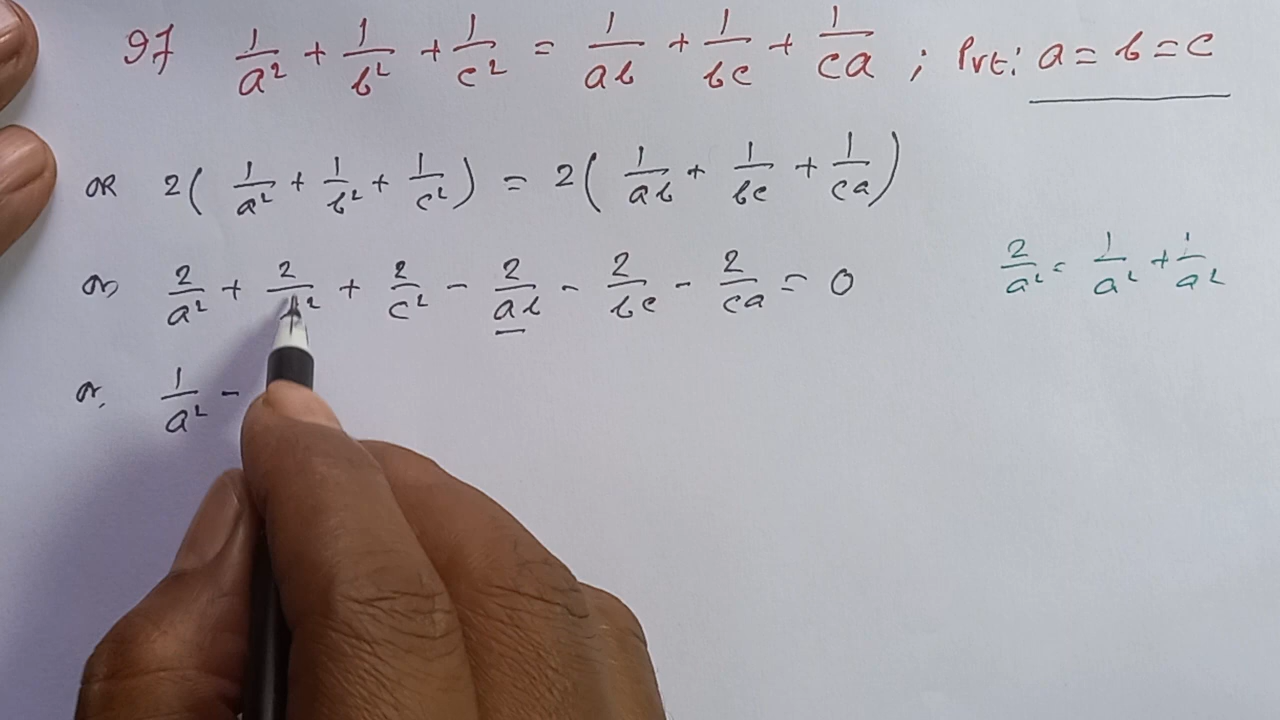 97 1/a² + 1/b² + 1/c² = 1/ab + 1/bc + 1/ca ; Prt: a = b = c
OR 2( 1/a² + 1/b² + 1/c² ) = 2( 1/ab + 1/bc + 1/ca )
or 2/a² + 2/b² + 2/c² - 2/ab - 2/bc - 2/ca = 0
2/a² = 1/a² + 1/a²
or, 1/a² -